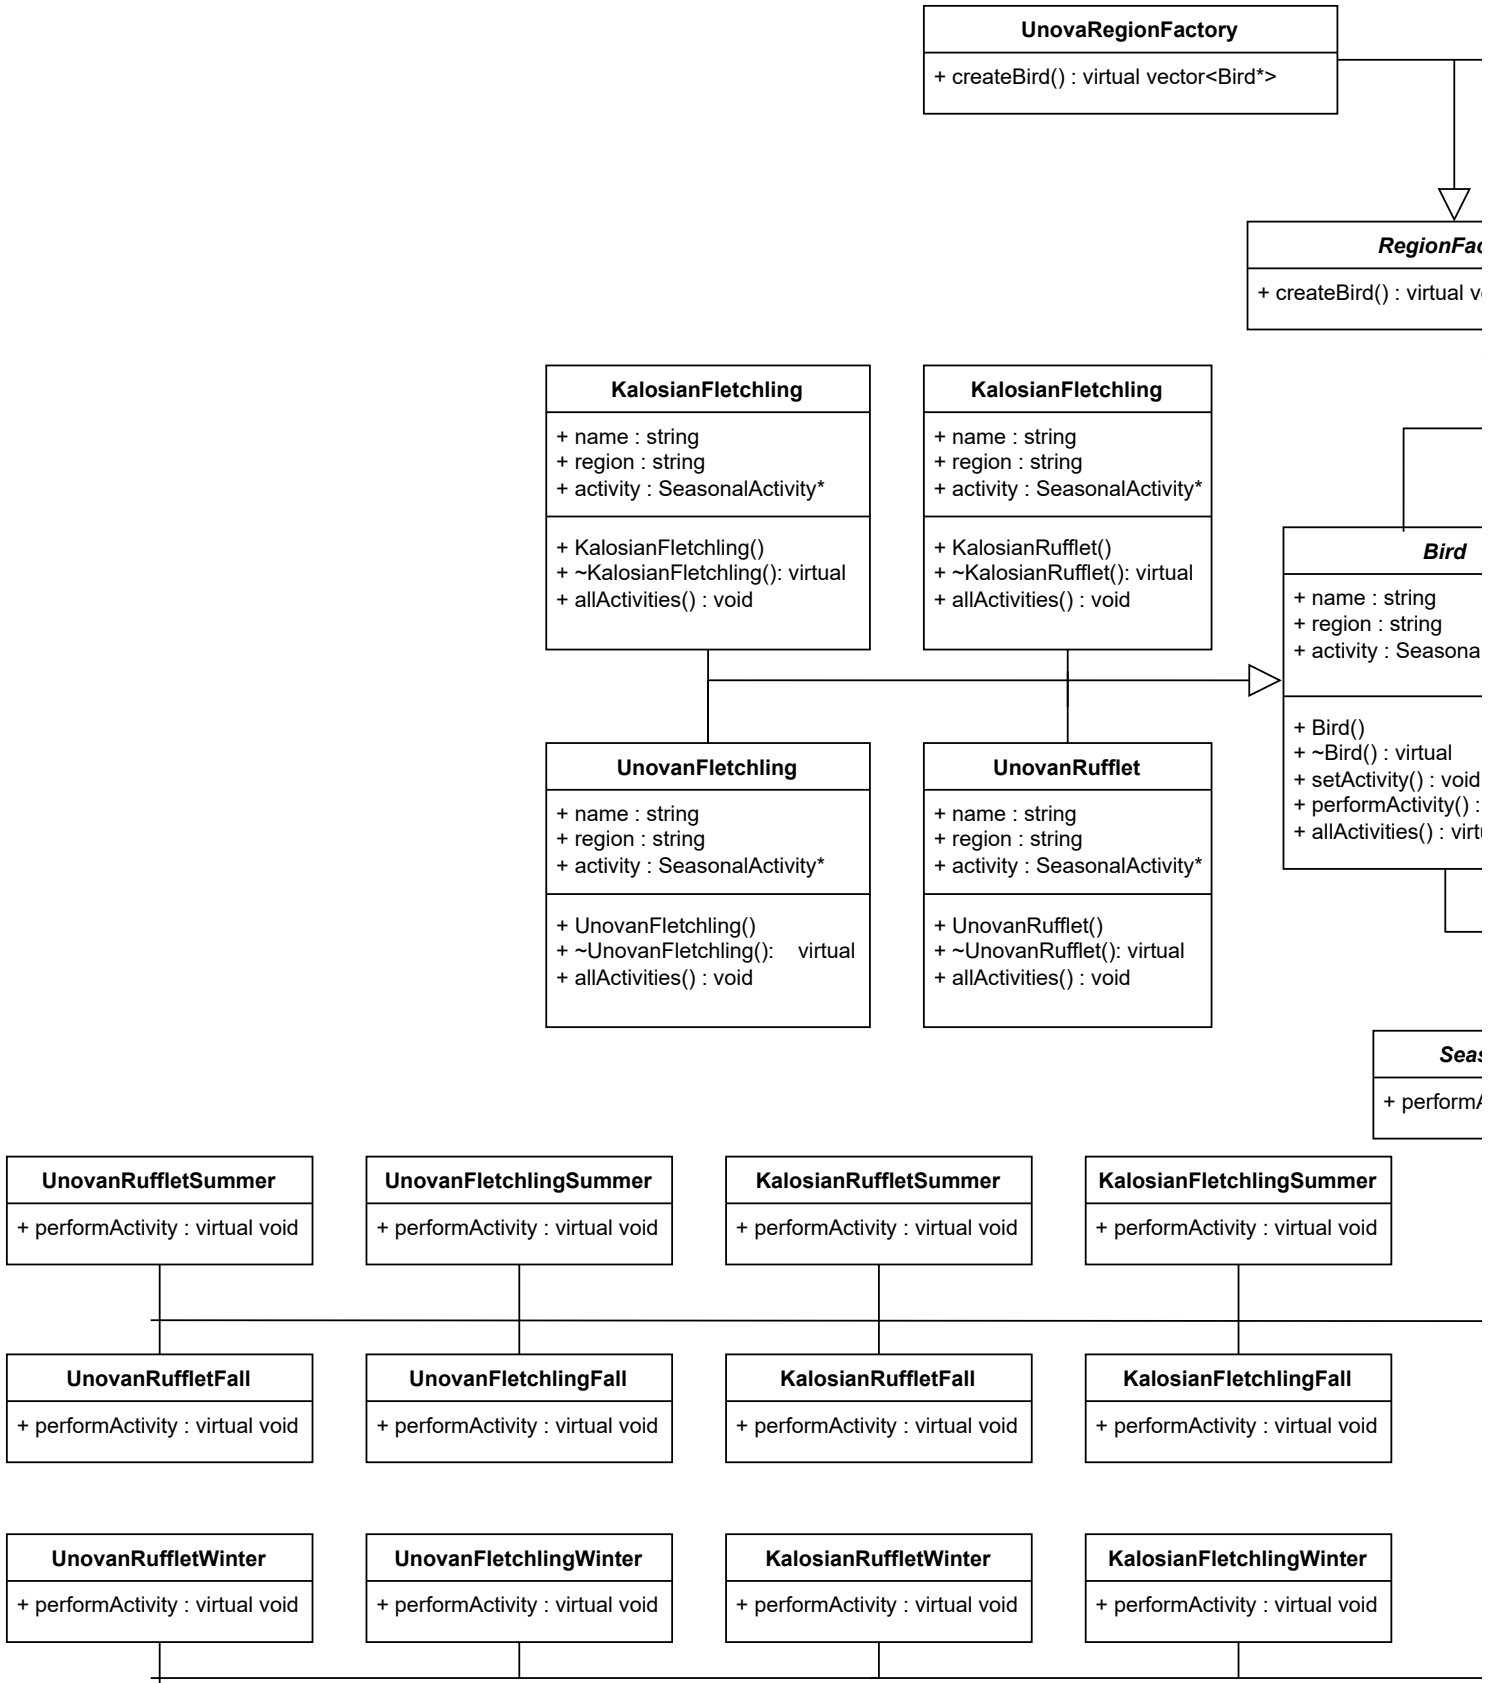 UnovaRegionFactory
+ createBird() : virtual vector<Bird*>
RegionFac
+ createBird() : virtual v
KalosianFletchling
+ name : string
+ region : string
+ activity : SeasonalActivity*
+ KalosianFletchling()
+ ~KalosianFletchling(): virtual
+ allActivities() : void
KalosianFletchling
+ name : string
+ region : string
+ activity : SeasonalActivity*
+ KalosianRufflet()
+ ~KalosianRufflet(): virtual
+ allActivities() : void
Bird
+ name : string
+ region : string
+ activity : Seasona
+ Bird()
+ ~Bird() : virtual
+ setActivity() : void
+ performActivity() :
+ allActivities() : virt
UnovanFletchling
+ name : string
+ region : string
+ activity : SeasonalActivity*
+ UnovanFletchling()
+ ~UnovanFletchling(): virtual
+ allActivities() : void
UnovanRufflet
+ name : string
+ region : string
+ activity : SeasonalActivity*
+ UnovanRufflet()
+ ~UnovanRufflet(): virtual
+ allActivities() : void
Seas
+ performA
UnovanRuffletSummer
+ performActivity : virtual void
UnovanFletchlingSummer
+ performActivity : virtual void
KalosianRuffletSummer
+ performActivity : virtual void
KalosianFletchlingSummer
+ performActivity : virtual void
UnovanRuffletFall
+ performActivity : virtual void
UnovanFletchlingFall
+ performActivity : virtual void
KalosianRuffletFall
+ performActivity : virtual void
KalosianFletchlingFall
+ performActivity : virtual void
UnovanRuffletWinter
+ performActivity : virtual void
UnovanFletchlingWinter
+ performActivity : virtual void
KalosianRuffletWinter
+ performActivity : virtual void
KalosianFletchlingWinter
+ performActivity : virtual void